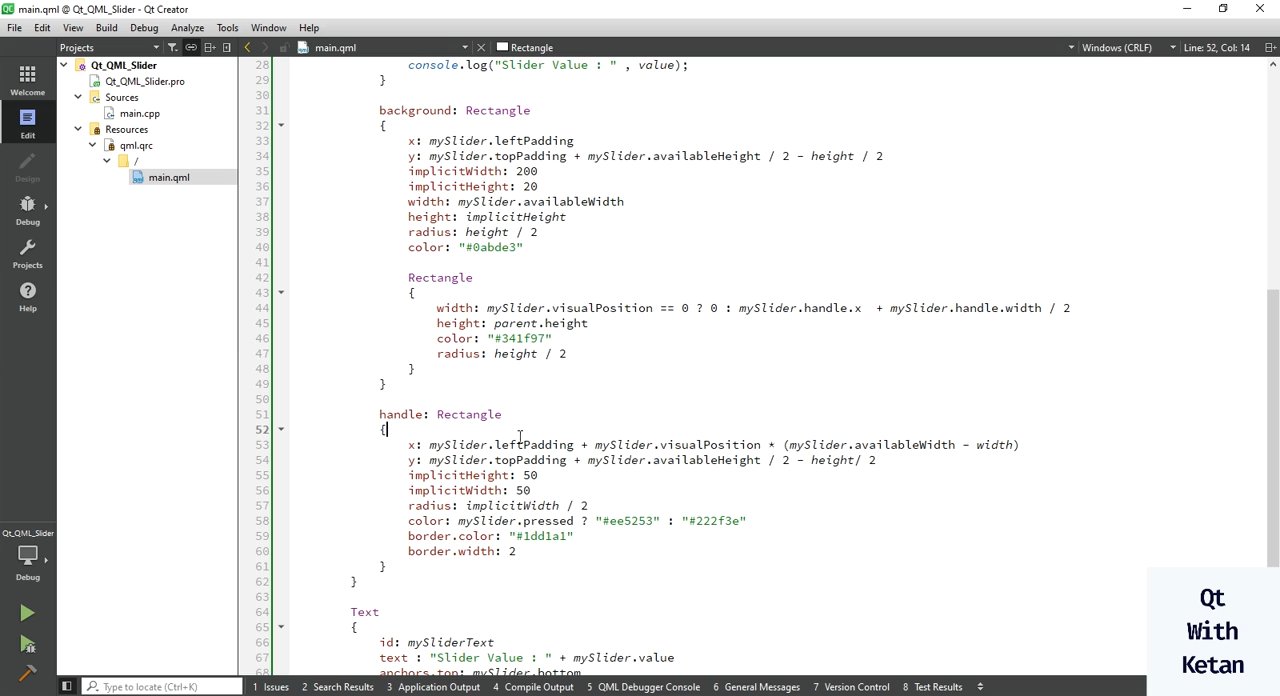 main.qml @ Qt_QML_Slider - Qt Creator
File Edit View Build Debug Analyze Tools Window Help
Projects main.qml Rectangle Windows (CRLF) Line: 52, Col: 14
Welcome
Edit
Design
Debug
Projects
Help
Qt_QML_Slider
Debug
Qt_QML_Slider
Qt_QML_Slider.pro
Sources
main.cpp
Resources
qml.qrc
/
main.qml
28 console.log("Slider Value : " , value);
29 }
30
31 background: Rectangle
32 {
33 x: mySlider.leftPadding
34 y: mySlider.topPadding + mySlider.availableHeight / 2 - height / 2
35 implicitWidth: 200
36 implicitHeight: 20
37 width: mySlider.availableWidth
38 height: implicitHeight
39 radius: height / 2
40 color: "#0abde3"
41
42 Rectangle
43 {
44 width: mySlider.visualPosition == 0 ? 0 : mySlider.handle.x + mySlider.handle.width / 2
45 height: parent.height
46 color: "#341f97"
47 radius: height / 2
48 }
49 }
50
51 handle: Rectangle
52 {
53 x: mySlider.leftPadding + mySlider.visualPosition * (mySlider.availableWidth - width)
54 y: mySlider.topPadding + mySlider.availableHeight / 2 - height/ 2
55 implicitHeight: 50
56 implicitWidth: 50
57 radius: implicitWidth / 2
58 color: mySlider.pressed ? "#ee5253" : "#222f3e"
59 border.color: "#1dd1a1"
60 border.width: 2
61 }
62 }
63
64 Text
65 {
66 id: mySliderText
67 text : "Slider Value : " + mySlider.value
68 anchors.top: mySlider.bottom
Qt
With
Ketan
Type to locate (Ctrl+K) 1 Issues 2 Search Results 3 Application Output 4 Compile Output 5 QML Debugger Console 6 General Messages 7 Version Control 8 Test Results